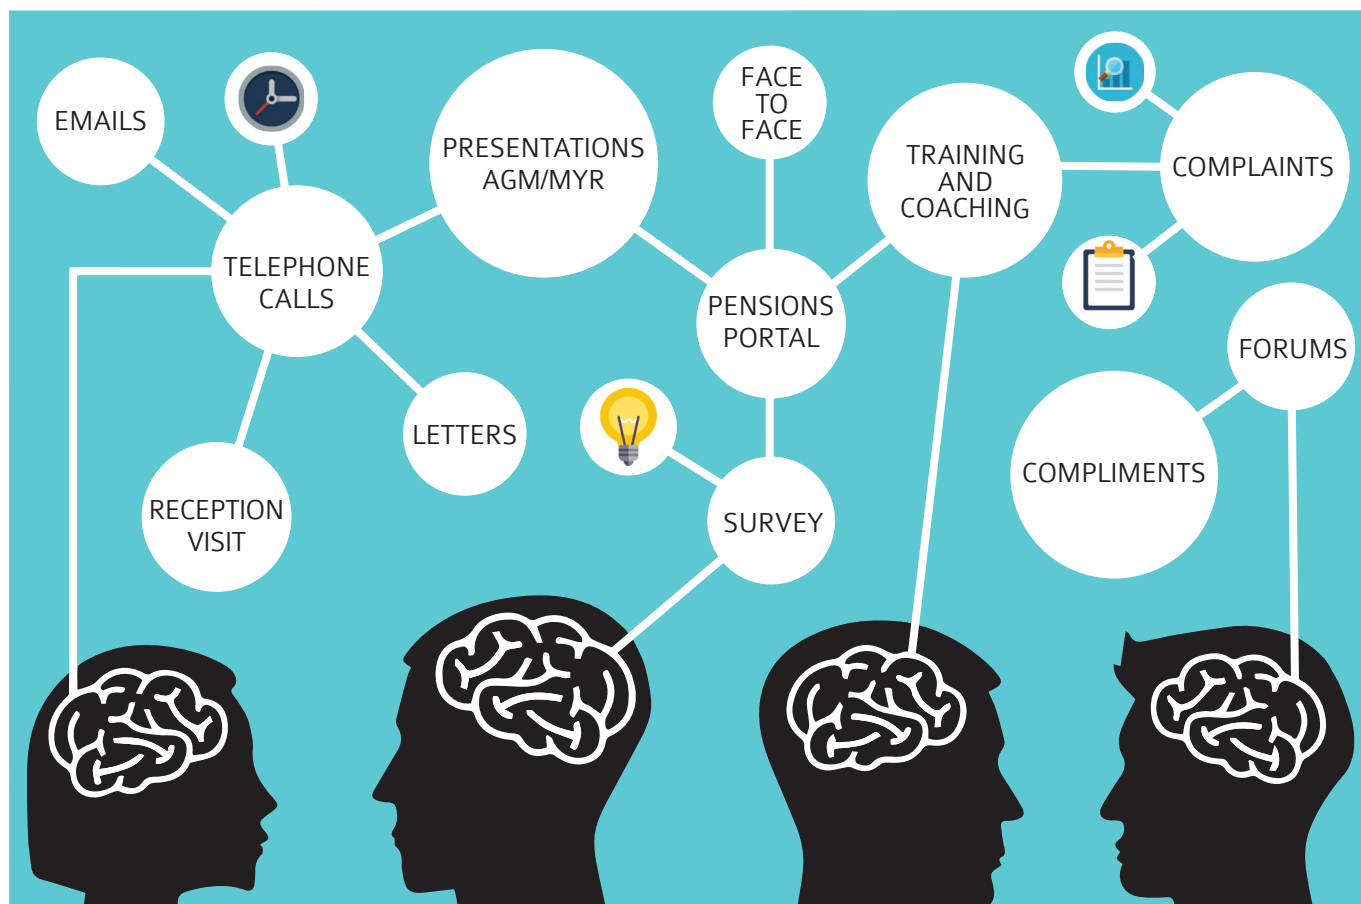 EMAILS
PRESENTATIONS
AGM/MYR
FACE
TO
FACE
TRAINING
AND
COACHING
COMPLAINTS
TELEPHONE
CALLS
PENSIONS
PORTAL
FORUMS
LETTERS
COMPLIMENTS
RECEPTION
VISIT
SURVEY